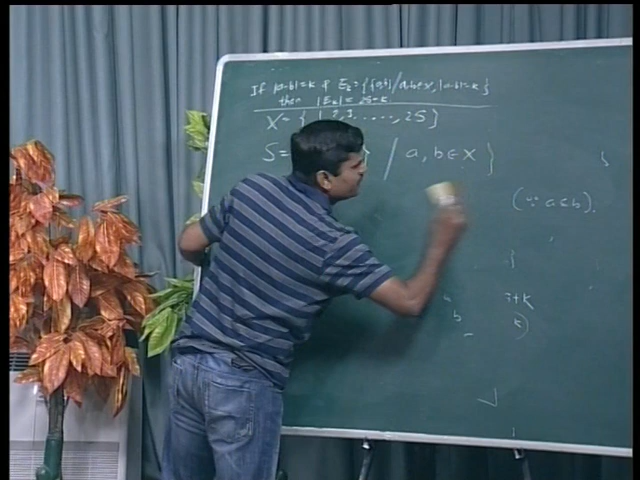 If |a-b|=k & E_k={{a,b}/a,b∈X, |a-b|=k}
then |E_k|=25-k
X={1,2,3,.....,25}
S= } / a,b∈X}
(∵ a<b).
i+k
b k)